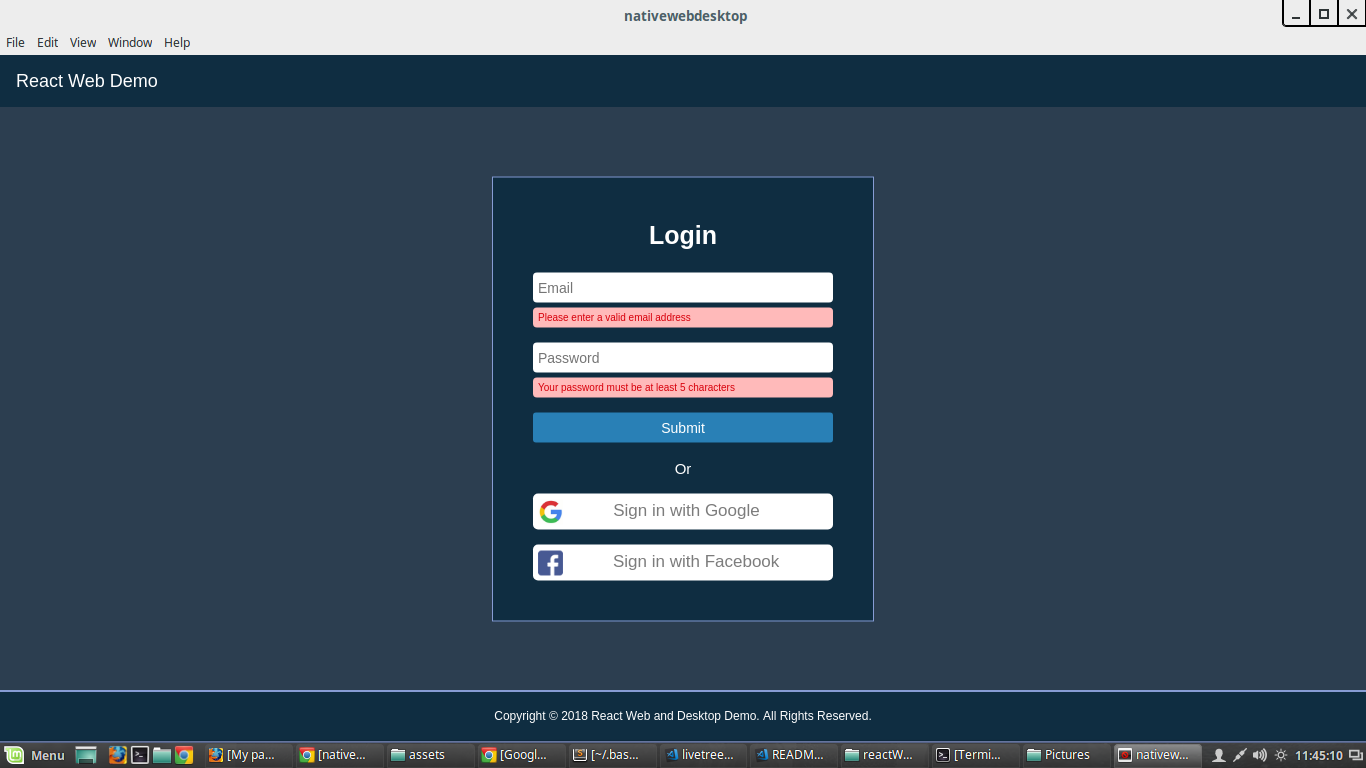 nativewebdesktop
File Edit View Window Help
React Web Demo
Login
Email
Please enter a valid email address
Password
Your password must be at least 5 characters
Submit
Or
Sign in with Google
Sign in with Facebook
Copyright © 2018 React Web and Desktop Demo. All Rights Reserved.
Menu [My pa... [native... assets [Googl... [~/.bas... livetree... READM... reactW... [Termi... Pictures nativew... 11:45:10